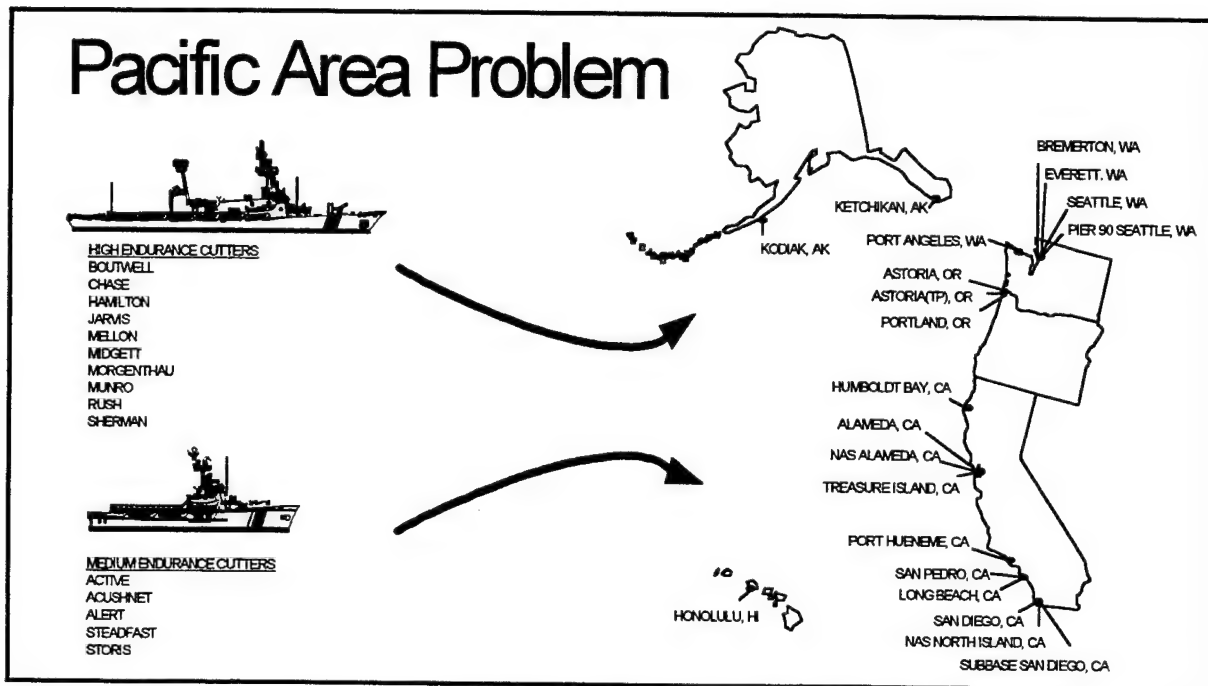 Pacific Area Problem
HIGH ENDURANCE CUTTERS
BOUTWELL
CHASE
HAMILTON
JARVIS
MELLON
MIDGETT
MORGENTHAU
MUNRO
RUSH
SHERMAN
MEDIUM ENDURANCE CUTTERS
ACTIVE
ACUSHNET
ALERT
STEADFAST
STORIS
KETCHIKAN, AK
KODIAK, AK
BREMERTON, WA
EVERETT. WA
SEATTLE, WA
PIER 90 SEATTLE, WA
PORT ANGELES, WA
ASTORIA, OR
ASTORIA(TP), OR
PORTLAND, OR
HUMBOLDT BAY, CA
ALAMEDA, CA
NAS ALAMEDA, CA
TREASURE ISLAND, CA
PORT HUENEME, CA
SAN PEDRO, CA
LONG BEACH, CA
SAN DIEGO, CA
NAS NORTH ISLAND, CA
SUBBASE SAN DIEGO, CA
HONOLULU, HI